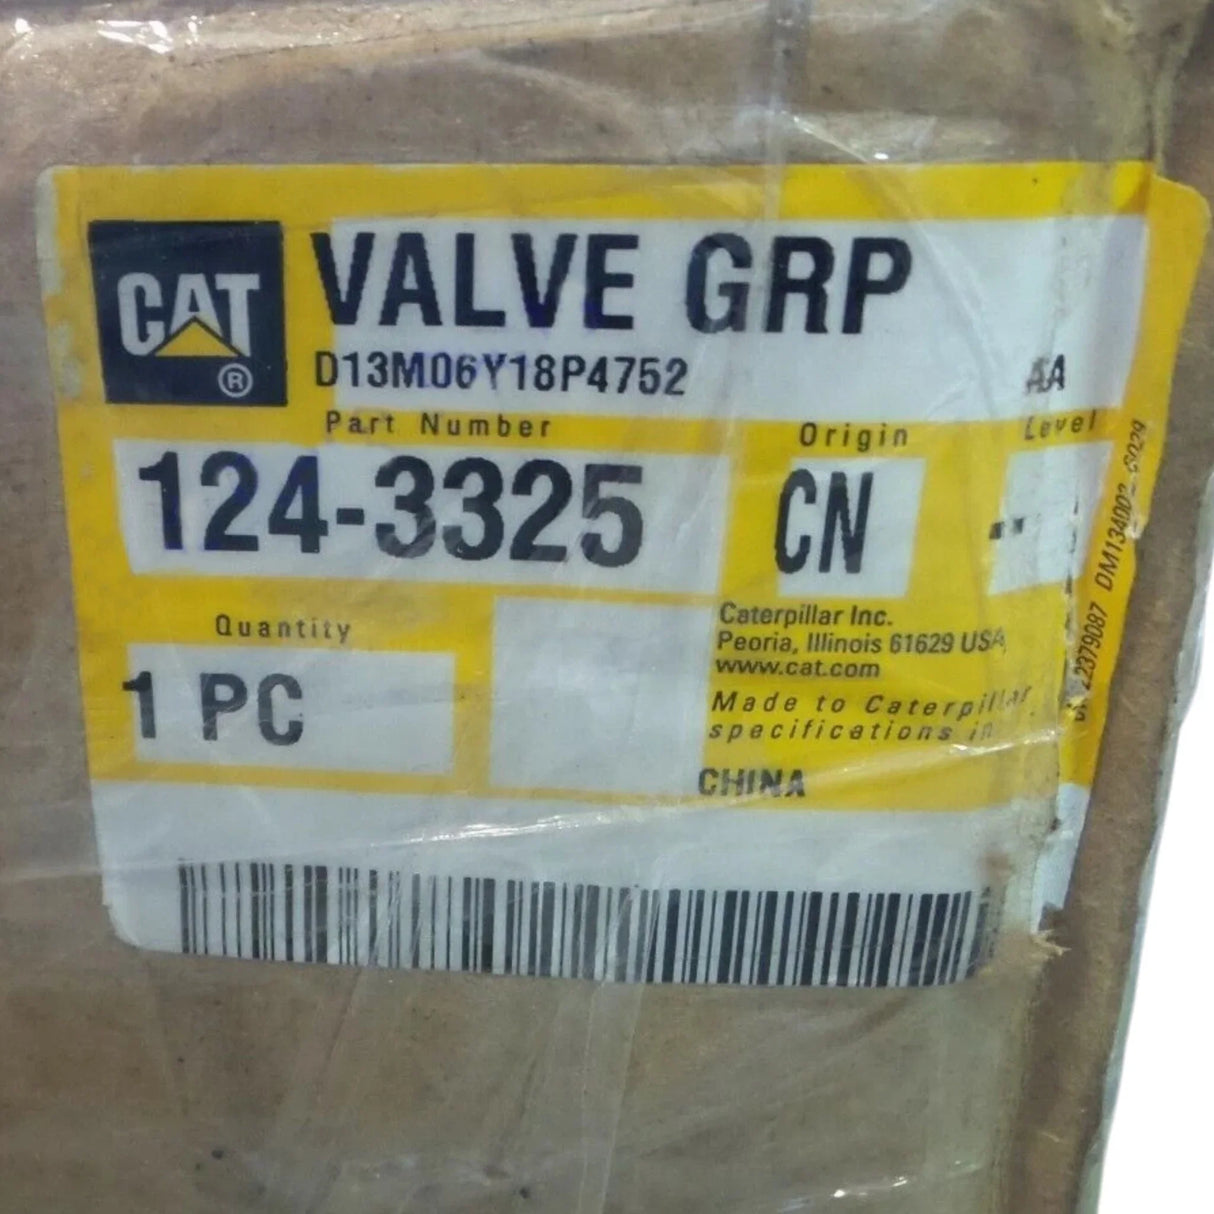 CAT
®
VALVE GRP
D13M06Y18P4752
AA
Part Number
Origin
Level
124-3325
CN
--
Quantity
1 PC
Caterpillar Inc.
Peoria, Illinois 61629 USA
www.cat.com
Made to Caterpillar
specifications in
CHINA